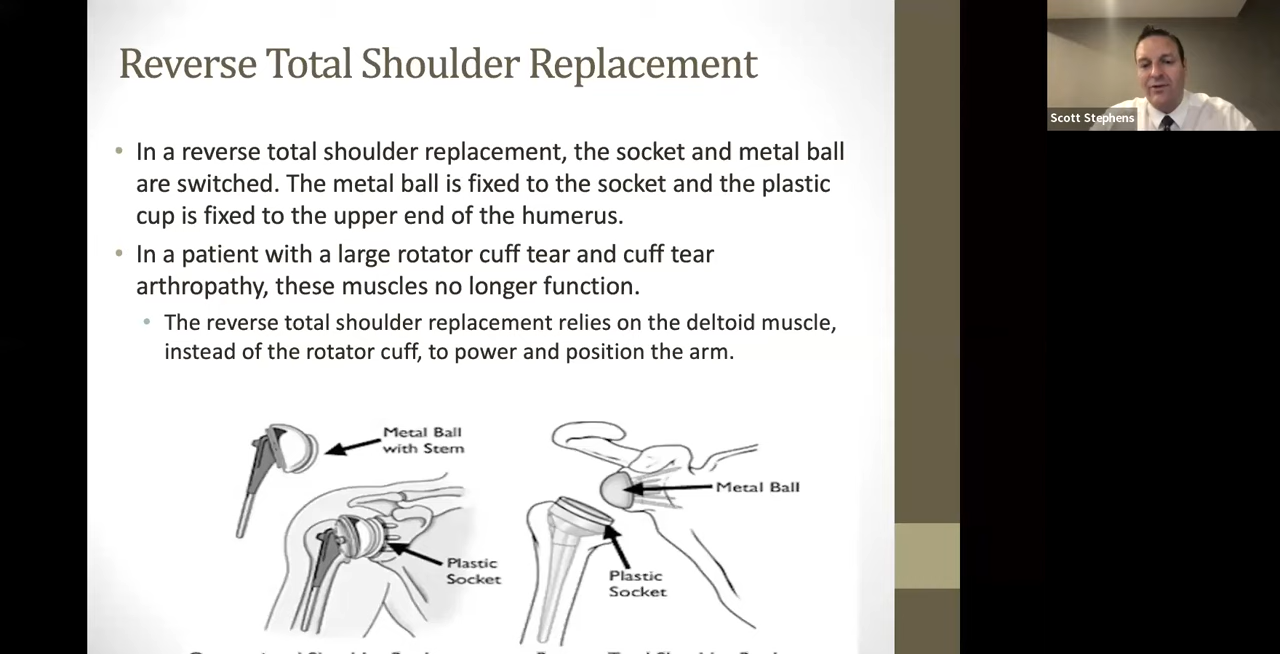 Reverse Total Shoulder Replacement
Scott Stephens
• In a reverse total shoulder replacement, the socket and metal ball
are switched. The metal ball is fixed to the socket and the plastic
cup is fixed to the upper end of the humerus.
• In a patient with a large rotator cuff tear and cuff tear
arthropathy, these muscles no longer function.
• The reverse total shoulder replacement relies on the deltoid muscle,
instead of the rotator cuff, to power and position the arm.
Metal Ball
with Stem
Plastic
Socket
Metal Ball
Plastic
Socket